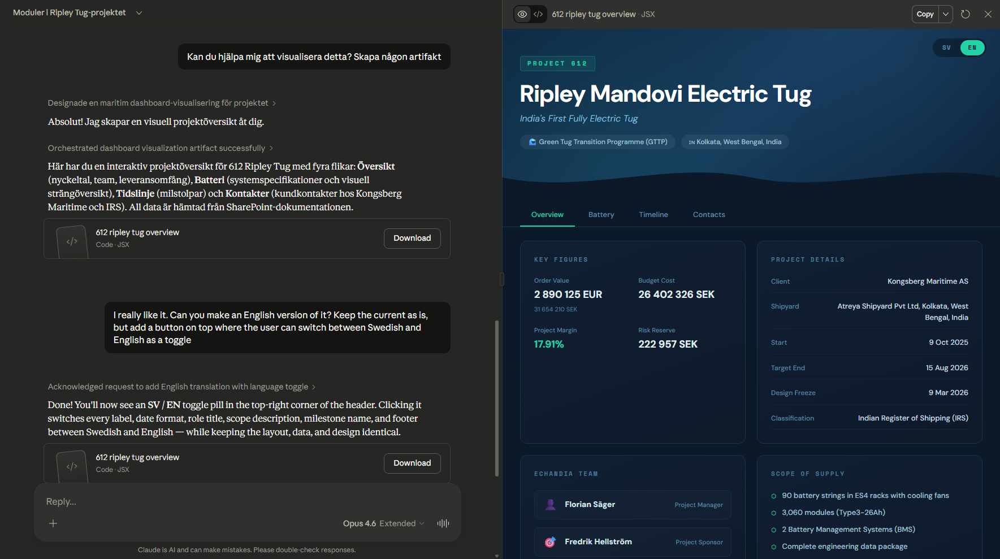 Moduler I Ripley Tug-projektet
Kan du hjälpa mig att visualisera detta? Skapa någon artifakt
Designade en maritim dashboard-visualisering för projektet
Absolut! Jag skapar en visuell projektöversikt åt dig.
Orchestrated dashboard visualization artifact successfully
Här har du en interaktiv projektöversikt för 612 Ripley Tug med fyra flikar: Översikt
(nyckeltal, team, leveransomfång), Batteri (systemspecifikationer och visuell
strängöversikt), Tidslinje (milstolpar) och Kontakter (kundkontakter hos Kongsberg
Maritime och IRS). All data är hämtad från SharePoint-dokumentationen.
612 ripley tug overview
Code · JSX
Download
I really like it. Can you make an English version of it? Keep the current as is,
but add a button on top where the user can switch between Swedish and
English as a toggle
Acknowledged request to add English translation with language toggle
Done! You'll now see an SV / EN toggle pill in the top-right corner of the header. Clicking it
switches every label, date format, role title, scope description, milestone name, and footer
between Swedish and English — while keeping the layout, data, and design identical.
612 ripley tug overview
Code · JSX
Download
Reply...
Opus 4.6 Extended
Claude is AI and can make mistakes. Please double-check responses.
612 ripley tug overview · JSX
Copy
SV EN
PROJECT 612
Ripley Mandovi Electric Tug
India's First Fully Electric Tug
Green Tug Transition Programme (GTTP)
IN Kolkata, West Bengal, India
Overview Battery Timeline Contacts
KEY FIGURES
Order Value
2 890 125 EUR
31 654 210 SEK
Budget Cost
26 402 326 SEK
Project Margin
17.91%
Risk Reserve
222 957 SEK
PROJECT DETAILS
Client Kongsberg Maritime AS
Shipyard Atreya Shipyard Pvt Ltd, Kolkata, West
Bengal, India
Start 9 Oct 2025
Target End 15 Aug 2026
Design Freeze 9 Mar 2026
Classification Indian Register of Shipping (IRS)
ECHANDIA TEAM
Florian Säger Project Manager
Fredrik Hellström Project Sponsor
SCOPE OF SUPPLY
90 battery strings in ES4 racks with cooling fans
3,060 modules (Type3-26Ah)
2 Battery Management Systems (BMS)
Complete engineering data package